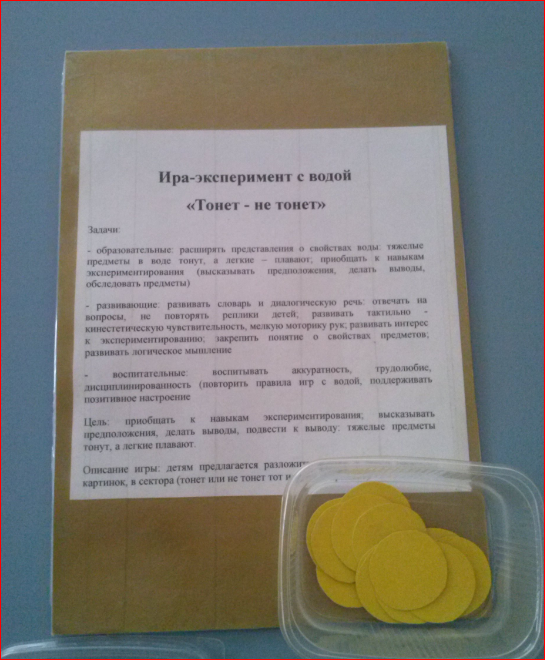 Ира-эксперимент с водой
«Тонет - не тонет»
Задачи:
- образовательные: расширять представления о свойствах воды: тяжелые
предметы в воде тонут, а легкие – плавают; приобщать к навыкам
экспериментирования (высказывать предположения, делать выводы,
обследовать предметы)
- развивающие: развивать словарь и диалогическую речь: отвечать на
вопросы, не повторять реплики детей; развивать тактильно -
кинестетическую чувствительность, мелкую моторику рук; развивать интерес
к экспериментированию; закрепить понятие о свойствах предметов;
развивать логическое мышление
- воспитательные: воспитывать аккуратность, трудолюбие,
дисциплинированность (повторить правила игр с водой, поддерживать
позитивное настроение
Цель: приобщать к навыкам экспериментирования; высказывать
предположения, делать выводы, подвести к выводу: тяжелые предметы
тонут, а легкие плавают.
Описание игры: детям предлагается разложить
картинок, в сектора (тонет или не тонет тот и